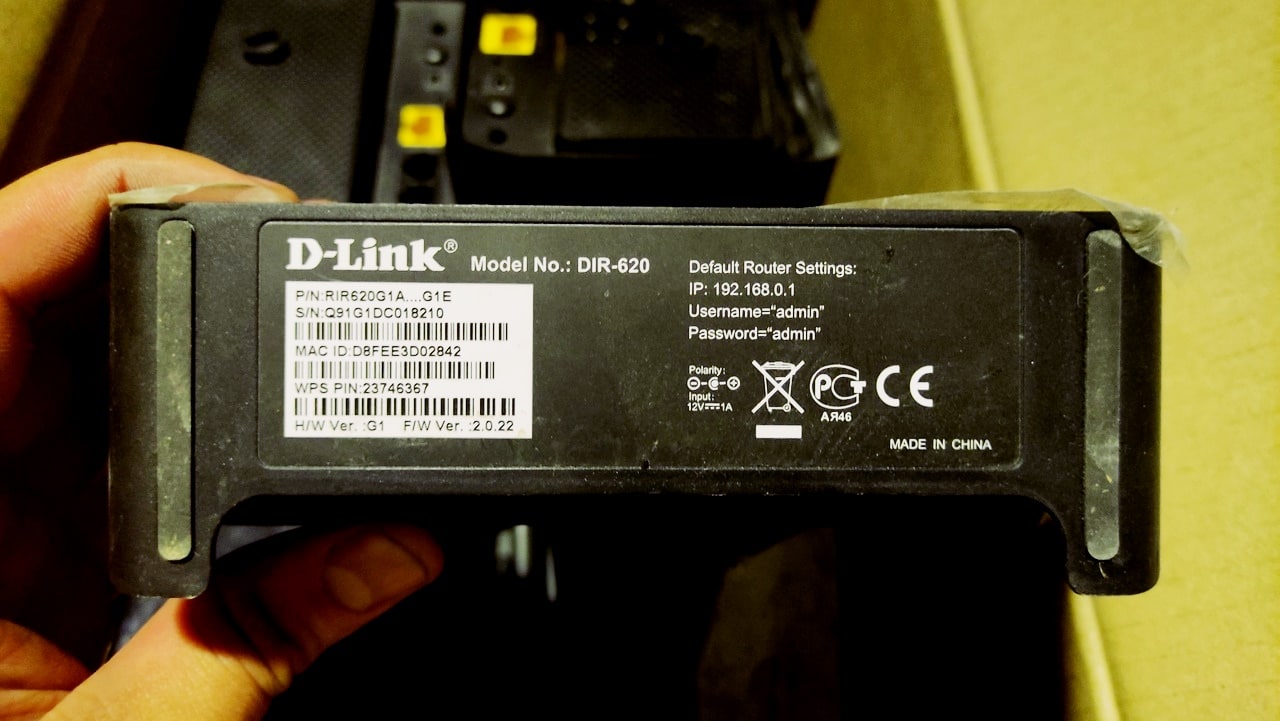 D-Link®
Model No.: DIR-620
P/N:RIR620G1A....G1E
S/N:Q91G1DC018210
MAC ID:D8FEE3D02842
WPS PIN:23746367
H/W Ver. :G1 F/W Ver. :2.0.22
Default Router Settings:
IP: 192.168.0.1
Username=“admin”
Password=“admin”
Polarity:
Input:
12V⎓1A
РСТ
АЯ46
CE
MADE IN CHINA